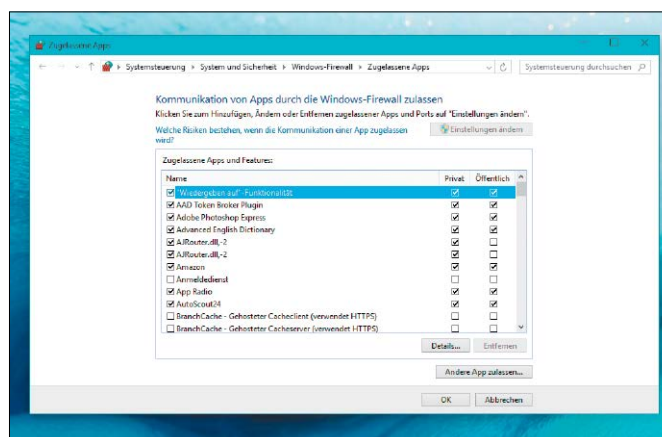 Zugelassene Apps
Systemsteuerung › System und Sicherheit › Windows-Firewall › Zugelassene Apps
Systemsteuerung durchsuchen
Kommunikation von Apps durch die Windows-Firewall zulassen
Klicken Sie zum Hinzufügen, Ändern oder Entfernen zugelassener Apps und Ports auf "Einstellungen ändern".
Welche Risiken bestehen, wenn die Kommunikation einer App zugelassen
wird?
Einstellungen ändern
Zugelassene Apps und Features:
Name Privat Öffentlich
"Wiedergeben auf"-Funktionalität
AAD Token Broker Plugin
Adobe Photoshop Express
Advanced English Dictionary
AJRouter.dll,-2
AJRouter.dll,-2
Amazon
Anmeldedienst
App Radio
AutoScout24
BranchCache - Gehosteter Cacheclient (verwendet HTTPS)
BranchCache - Gehosteter Cacheserver (verwendet HTTPS)
Details... Entfernen
Andere App zulassen...
OK Abbrechen